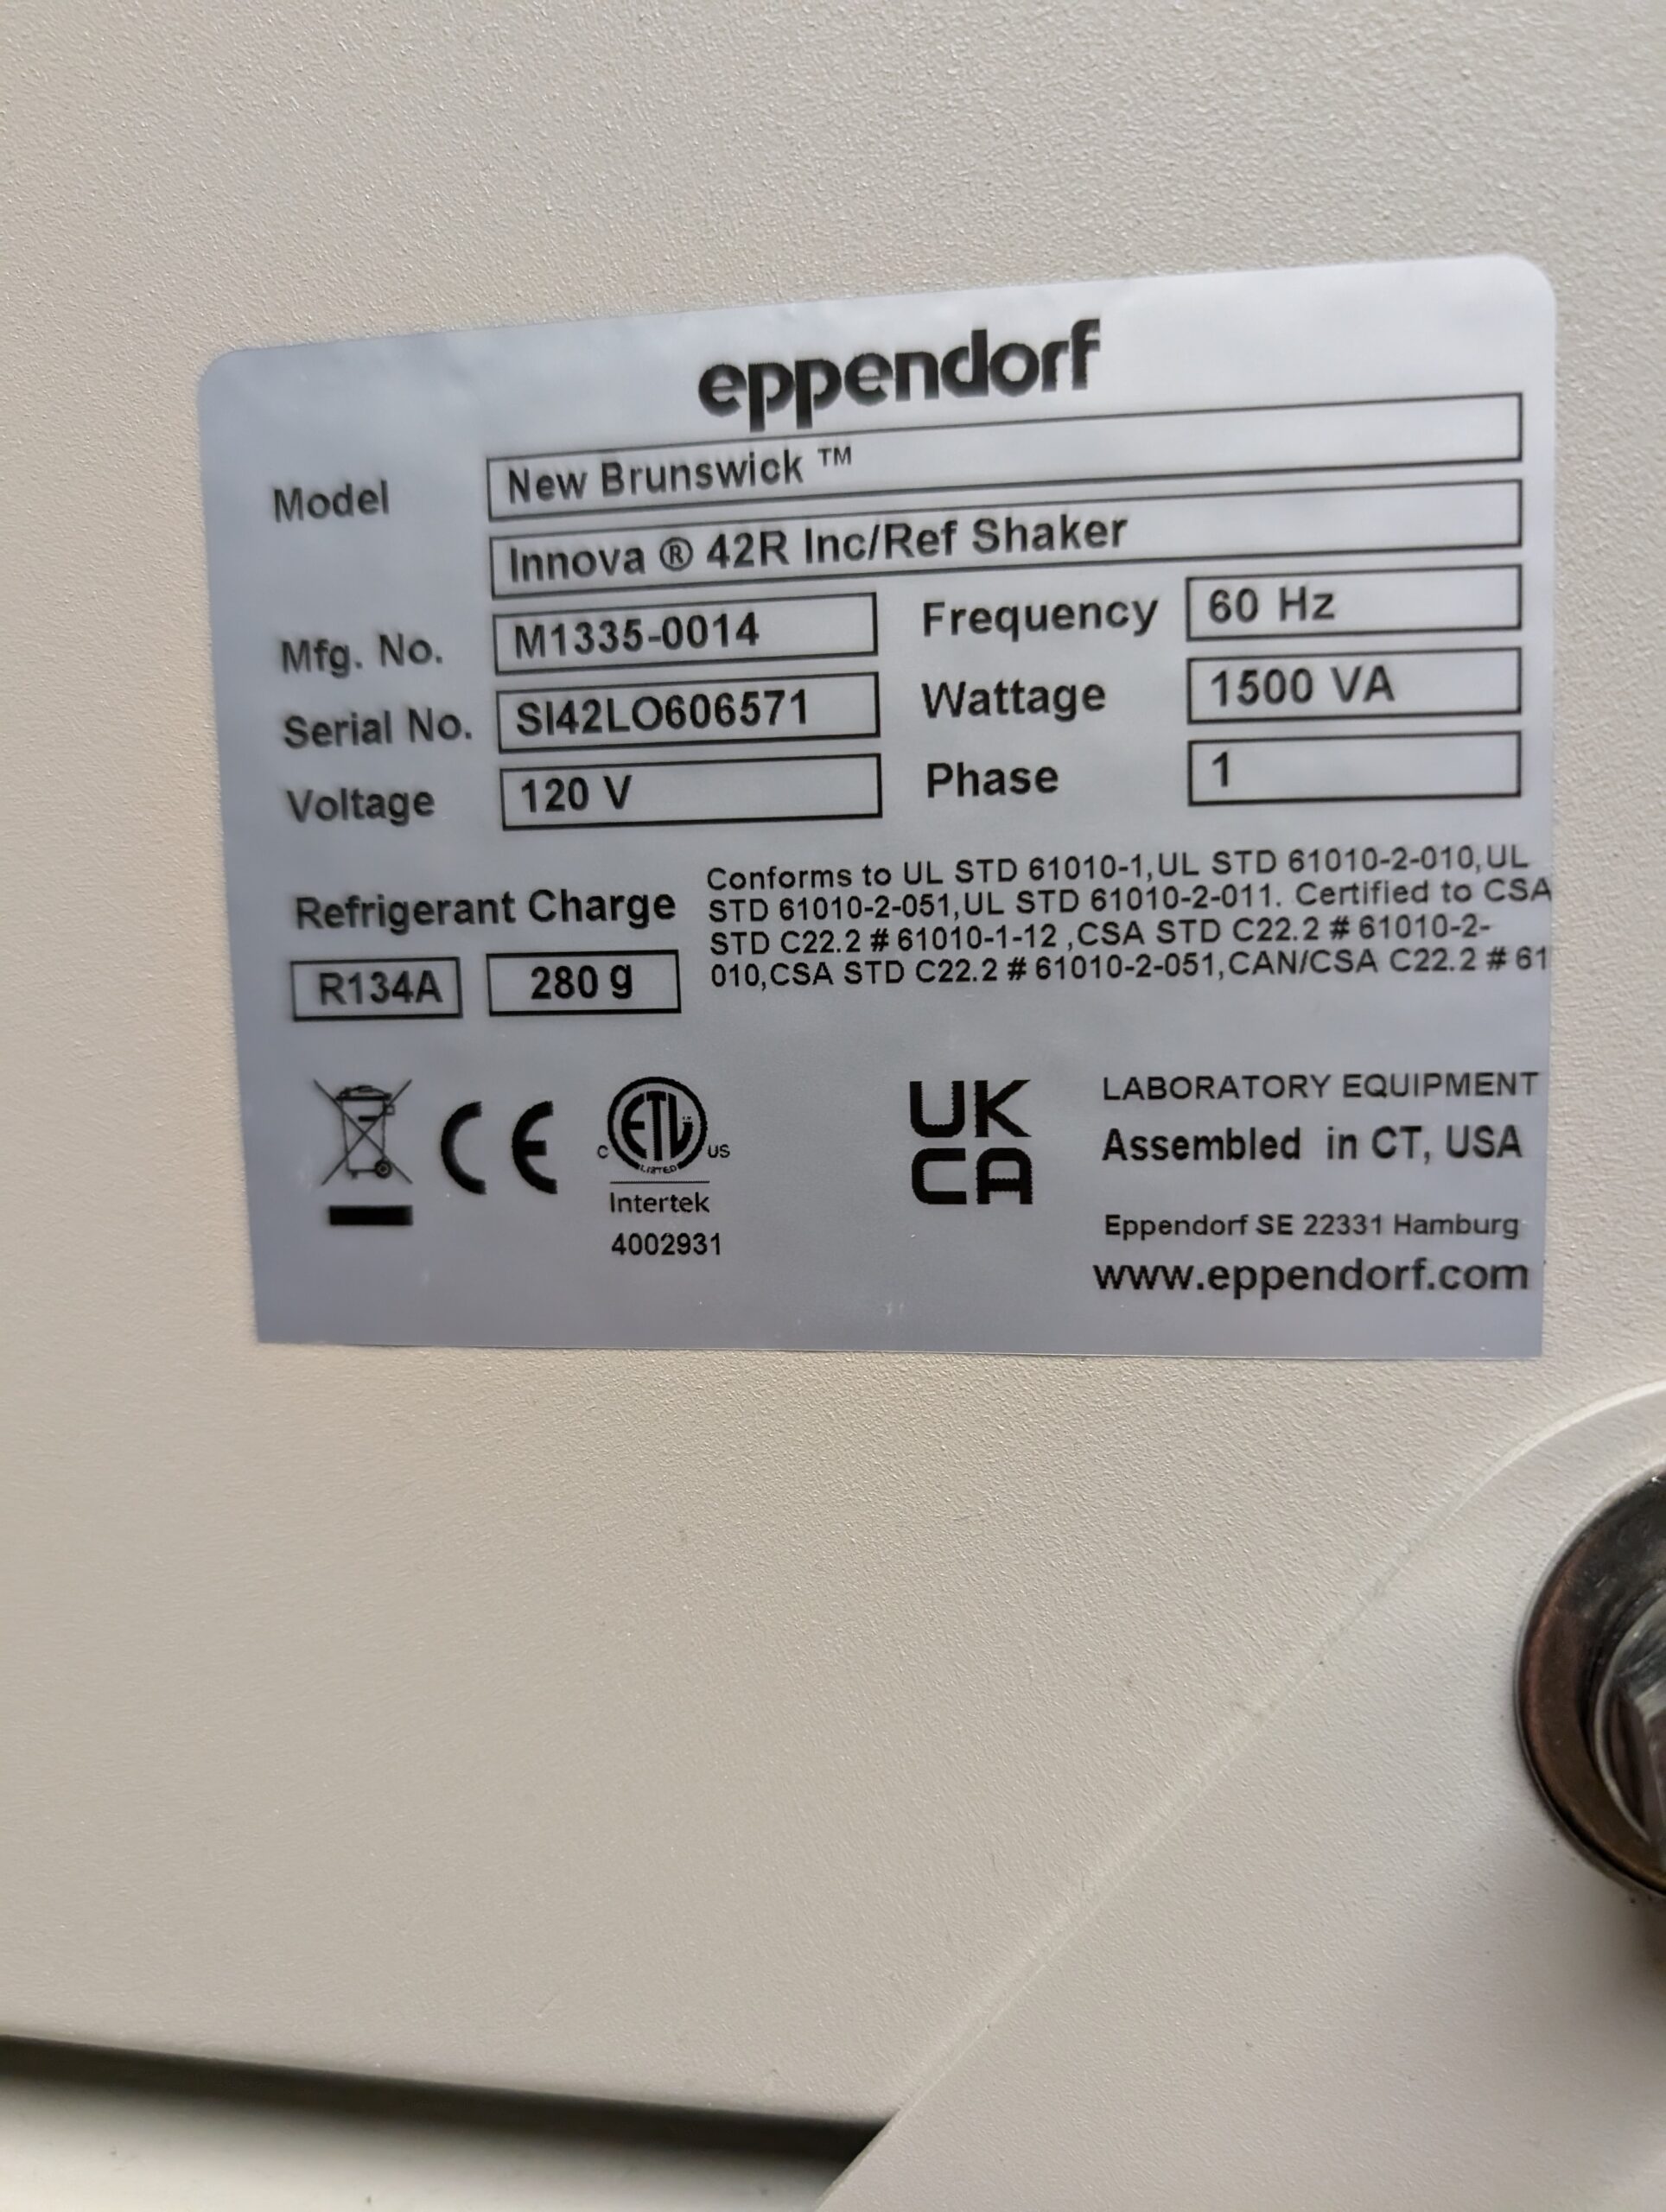 eppendorf
Model New Brunswick ™
Innova ® 42R Inc/Ref Shaker
Mfg. No. M1335-0014 Frequency 60 Hz
Serial No. SI42LO606571 Wattage 1500 VA
Voltage 120 V Phase 1
Refrigerant Charge
R134A 280 g
Conforms to UL STD 61010-1,UL STD 61010-2-010,UL
STD 61010-2-051,UL STD 61010-2-011. Certified to CSA
STD C22.2 # 61010-1-12 ,CSA STD C22.2 # 61010-2-
010,CSA STD C22.2 # 61010-2-051,CAN/CSA C22.2 # 61
CE
C ETL US
LISTED
Intertek
4002931
UK
CA
LABORATORY EQUIPMENT
Assembled in CT, USA
Eppendorf SE 22331 Hamburg
www.eppendorf.com